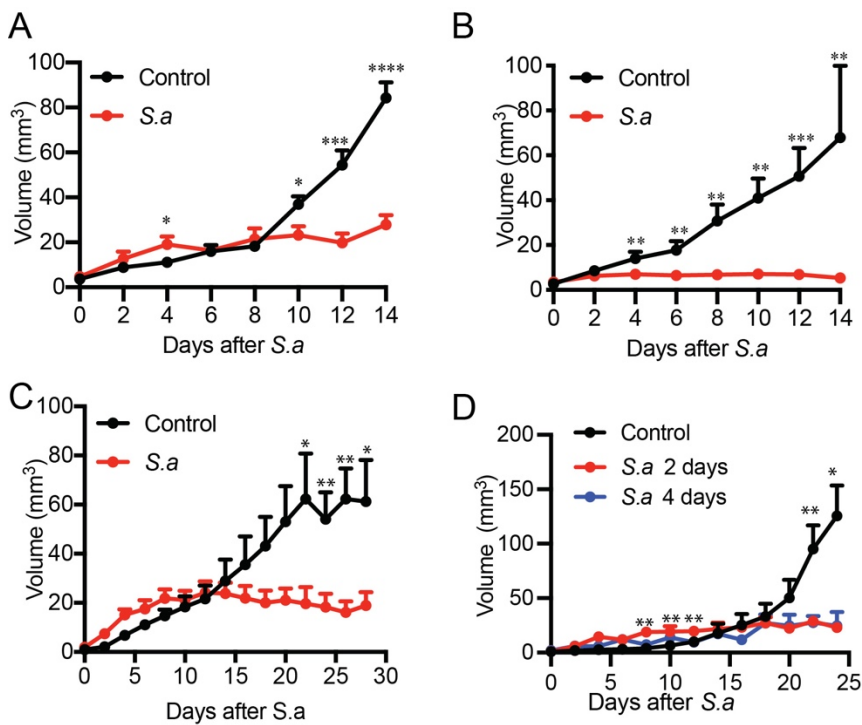 A
Volume (mm³)
100
80
60
40
20
0
Control
S.a
*
*
***
****
0 2 4 6 8 10 12 14
Days after S.a
B
Volume (mm³)
100
80
60
40
20
0
Control
S.a
**
**
**
**
***
**
0 2 4 6 8 10 12 14
Days after S.a
C
Volume (mm³)
100
80
60
40
20
0
Control
S.a
*
**
**
*
0 5 10 15 20 25 30
Days after S.a
D
Volume (mm³)
200
150
100
50
0
Control
S.a 2 days
S.a 4 days
**
**
**
**
*
0 5 10 15 20 25
Days after S.a